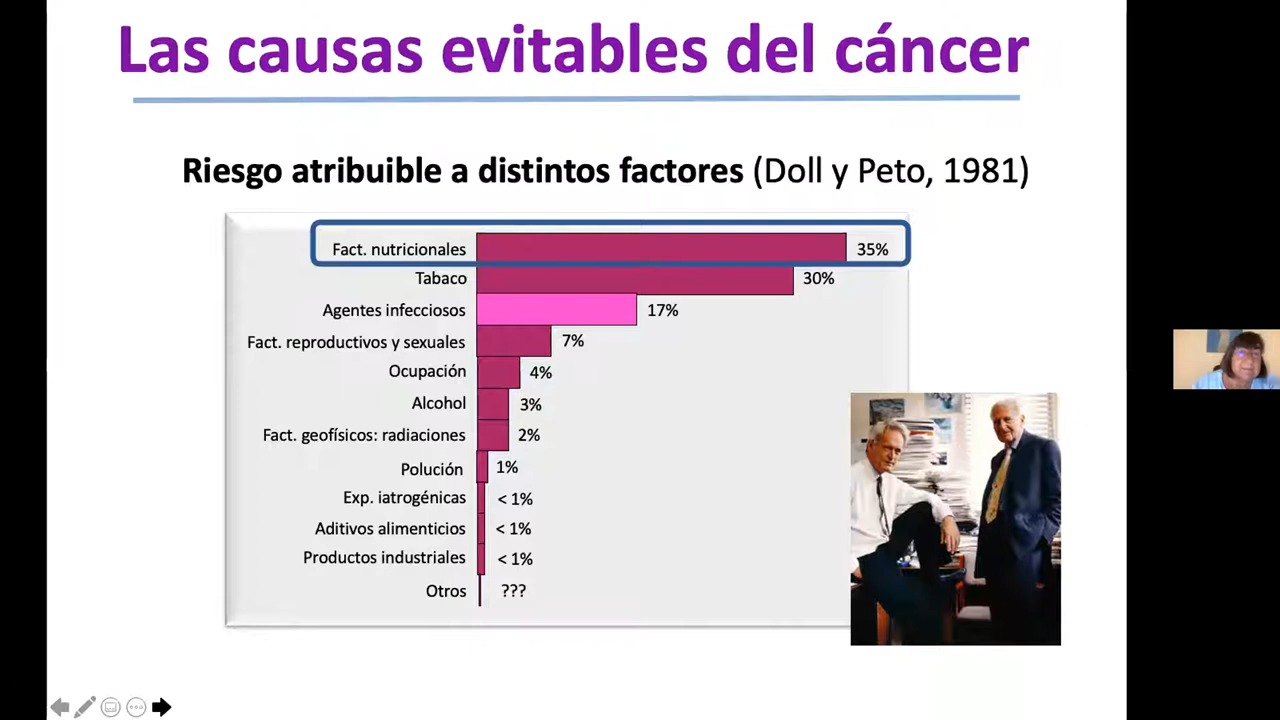 Las causas evitables del cáncer
Riesgo atribuible a distintos factores (Doll y Peto, 1981)
Fact. nutricionales 35%
Tabaco 30%
Agentes infecciosos 17%
Fact. reproductivos y sexuales 7%
Ocupación 4%
Alcohol 3%
Fact. geofísicos: radiaciones 2%
Polución 1%
Exp. iatrogénicas < 1%
Aditivos alimenticios < 1%
Productos industriales < 1%
Otros ???